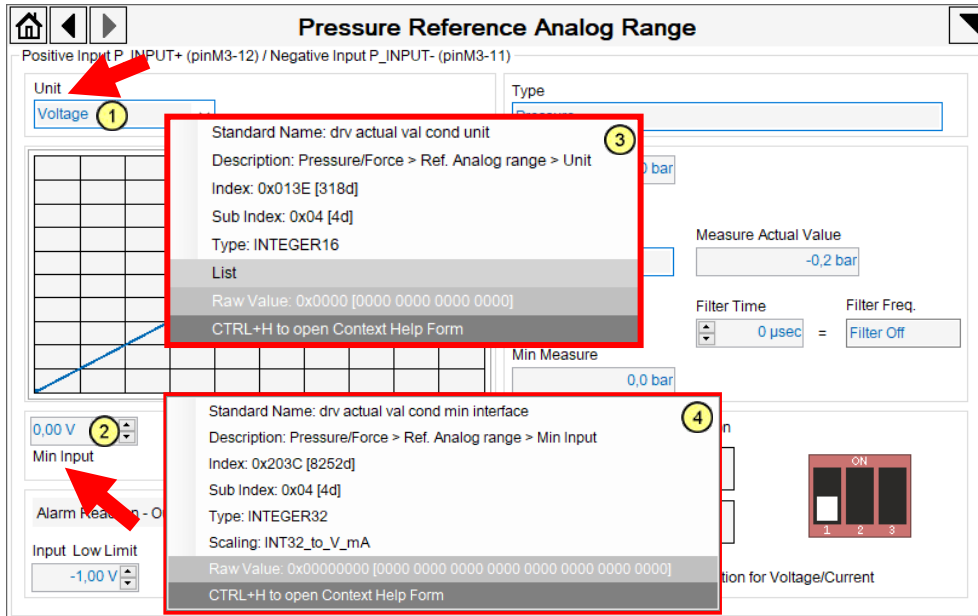 Pressure Reference Analog Range
Positive Input P_INPUT+ (pinM3-12) / Negative Input P_INPUT- (pinM3-11)
Unit
Voltage
1
Type
3
Standard Name: drv actual val cond unit
Description: Pressure/Force > Ref. Analog range > Unit
Index: 0x013E [318d]
Sub Index: 0x04 [4d]
Type: INTEGER16
List
Raw Value: 0x0000 [0000 0000 0000 0000]
CTRL+H to open Context Help Form
bar
Measure Actual Value
-0,2 bar
Filter Time
Filter Freq.
0 µsec
=
Filter Off
Min Measure
0,0 bar
0,00 V
2
Min Input
4
Standard Name: drv actual val cond min interface
Description: Pressure/Force > Ref. Analog range > Min Input
Index: 0x203C [8252d]
Sub Index: 0x04 [4d]
Type: INTEGER32
Scaling: INT32_to_V_mA
Raw Value: 0x00000000 [0000 0000 0000 0000 0000 0000 0000 0000]
CTRL+H to open Context Help Form
ON
1 2 3
Alarm Reaction -
Input Low Limit
-1,00 V
for Voltage/Current